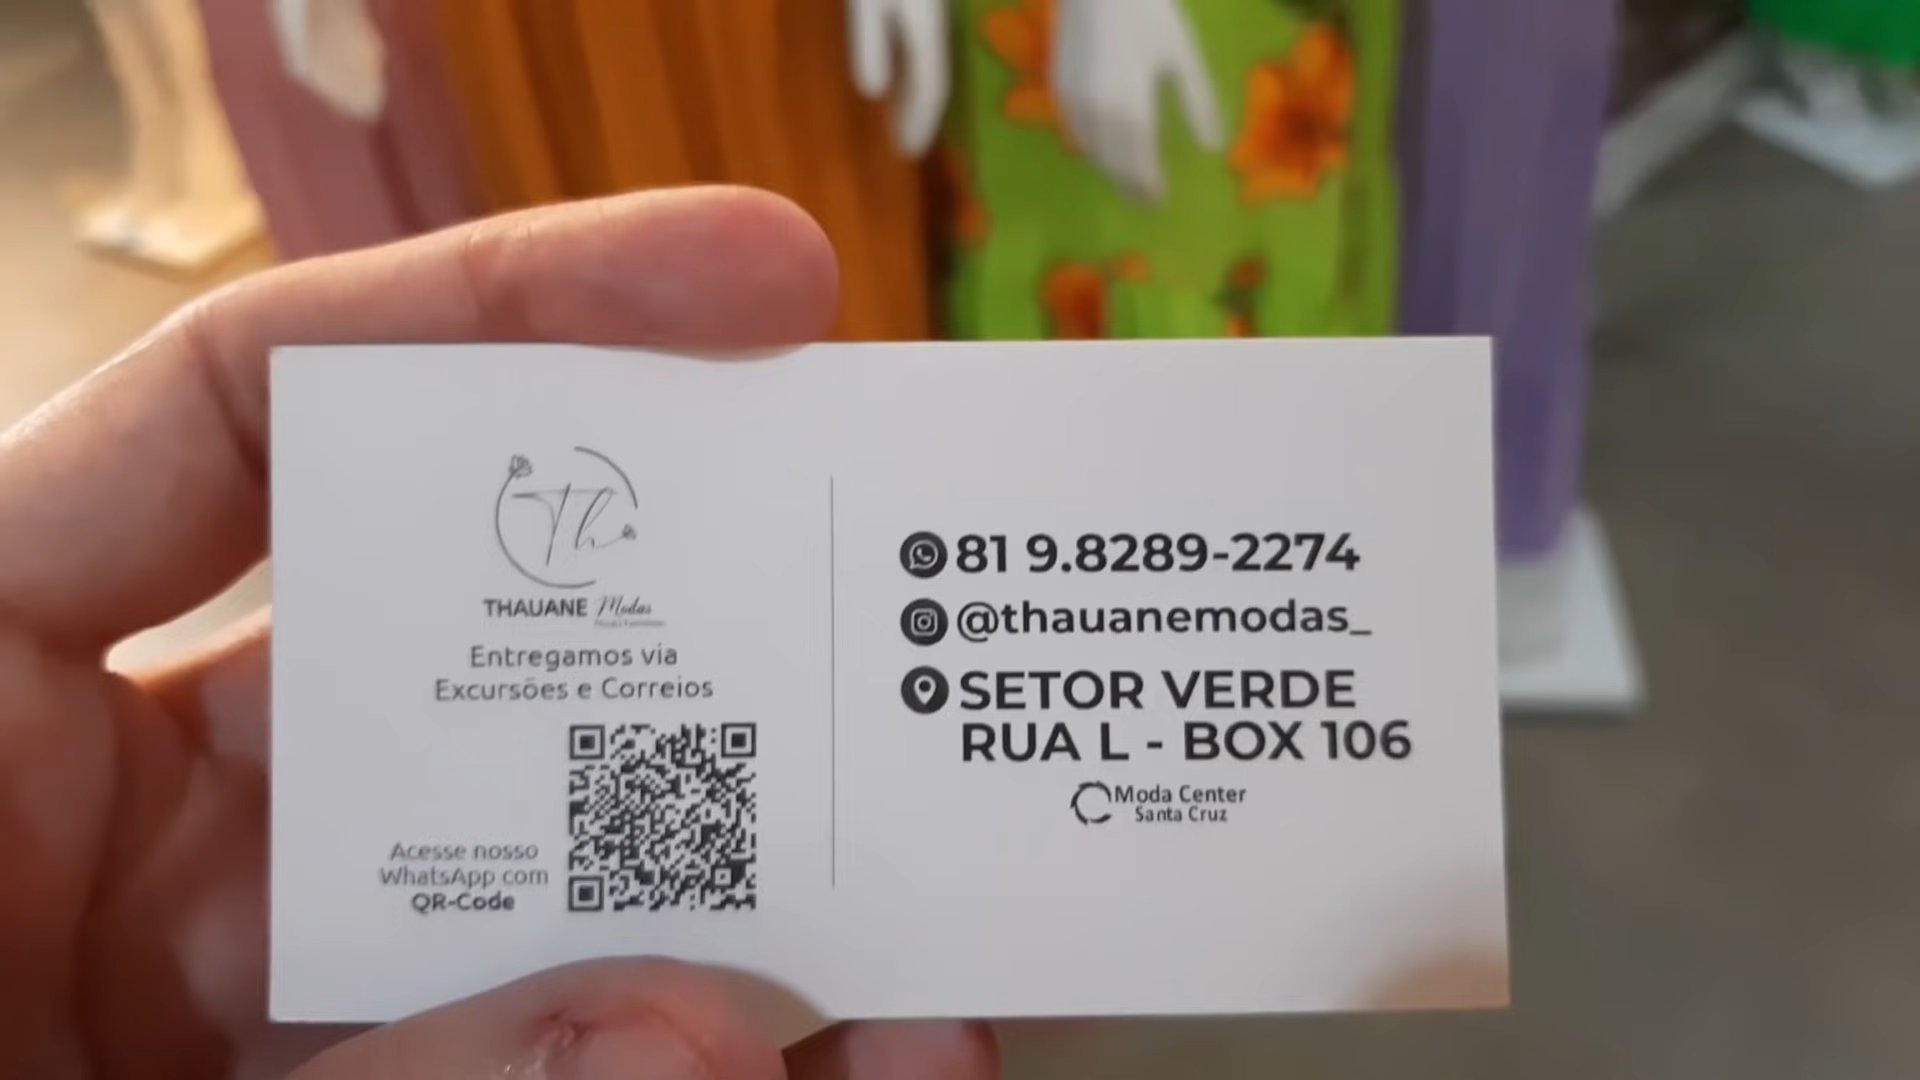 Th
THAUANE Modas
Entregamos via
Excursões e Correios
Acesse nosso
WhatsApp com
QR-Code
81 9.8289-2274
@thauanemodas_
SETOR VERDE
RUA L - BOX 106
Moda Center
Santa Cruz